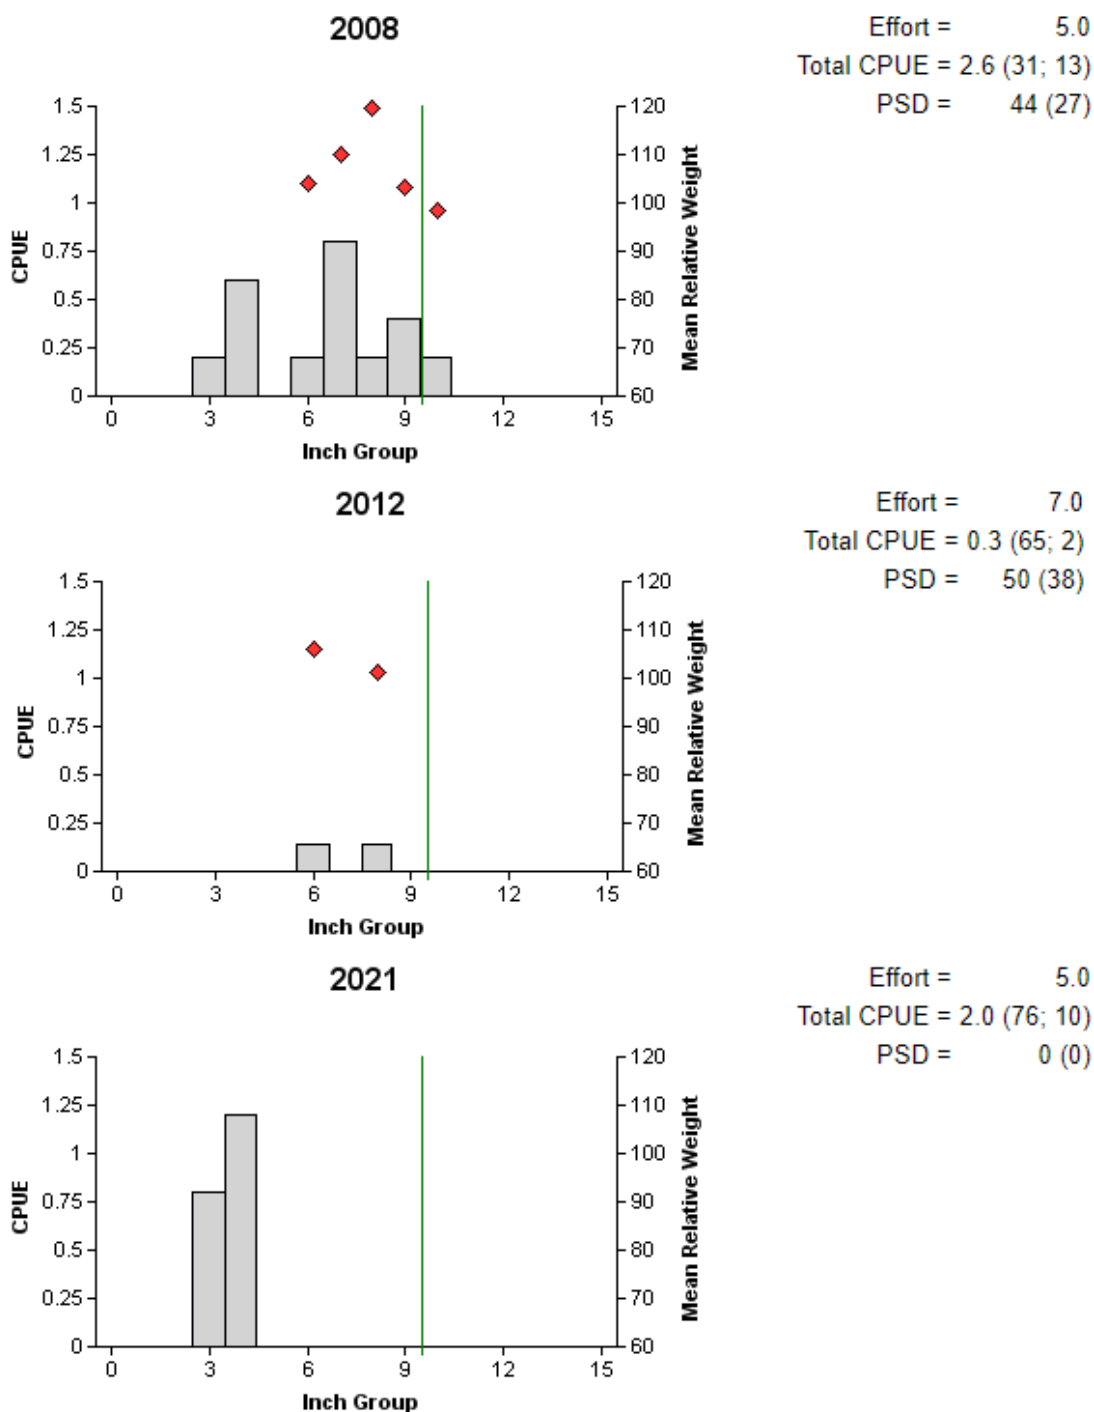 2008
Effort = 5.0
Total CPUE = 2.6 (31; 13)
PSD = 44 (27)
1.5
1.25
1
0.75
0.5
0.25
0
CPUE
120
110
100
90
80
70
60
Mean Relative Weight
0 3 6 9 12 15
Inch Group
2012
Effort = 7.0
Total CPUE = 0.3 (65; 2)
PSD = 50 (38)
1.5
1.25
1
0.75
0.5
0.25
0
CPUE
120
110
100
90
80
70
60
Mean Relative Weight
0 3 6 9 12 15
Inch Group
2021
Effort = 5.0
Total CPUE = 2.0 (76; 10)
PSD = 0 (0)
1.5
1.25
1
0.75
0.5
0.25
0
CPUE
120
110
100
90
80
70
60
Mean Relative Weight
0 3 6 9 12 15
Inch Group